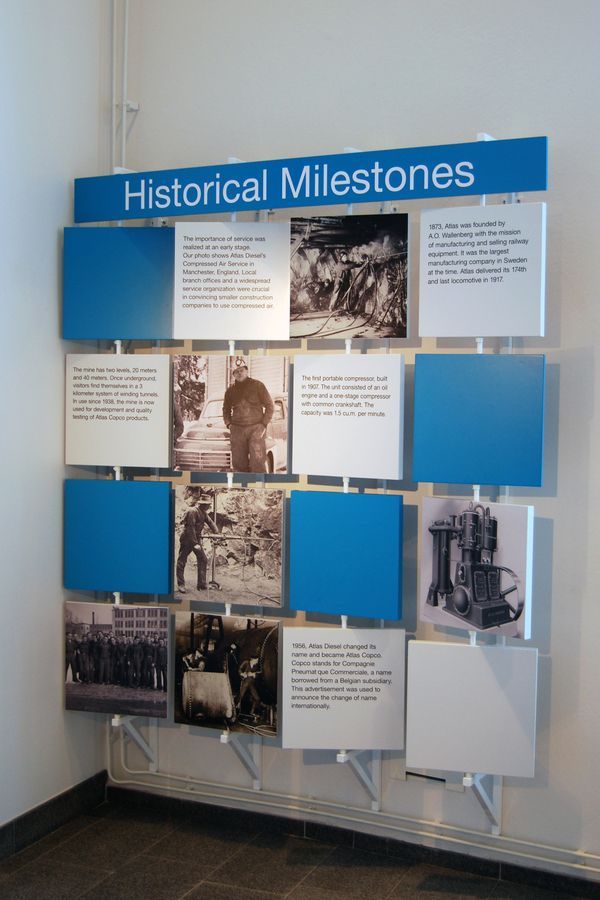 Historical Milestones
The importance of service was
realized at an early stage.
Our photo shows Atlas Diesel's
Compressed Air Service in
Manchester, England. Local
branch offices and a widespread
service organization were crucial
in convincing smaller construction
companies to use compressed air.
1873, Atlas was founded by
A.O. Wallenberg with the mission
of manufacturing and selling railway
equipment. It was the largest
manufacturing company in Sweden
at the time. Atlas delivered its 174th
and last locomotive in 1917.
The mine has two levels, 20 meters
and 40 meters. Once underground,
visitors find themselves in a 3
kilometer system of winding tunnels.
In use since 1938, the mine is now
used for development and quality
testing of Atlas Copco products.
The first portable compressor, built
in 1907. The unit consisted of an oil
engine and a one-stage compressor
with common crankshaft. The
capacity was 1.5 cu.m. per minute.
1956, Atlas Diesel changed its
name and became Atlas Copco.
Copco stands for Compagnie
Pneumat que Commerciale, a name
borrowed from a Belgian subsidiary.
This advertisement was used to
announce the change of name
internationally.